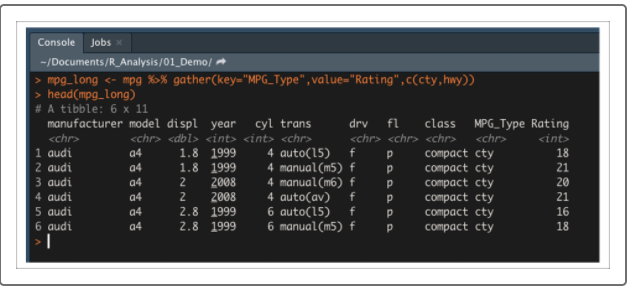 Console Jobs ×
~/Documents/R_Analysis/01_Demo/
> mpg_long <- mpg %>% gather(key="MPG_Type",value="Rating",c(cty,hwy))
> head(mpg_long)
# A tibble: 6 x 11
manufacturer model displ year cyl trans drv fl class MPG_Type Rating
<chr> <chr> <dbl> <int> <int> <chr> <chr> <chr> <chr> <chr> <int>
1 audi a4 1.8 1999 4 auto(l5) f p compact cty 18
2 audi a4 1.8 1999 4 manual(m5) f p compact cty 21
3 audi a4 2 2008 4 manual(m6) f p compact cty 20
4 audi a4 2 2008 4 auto(av) f p compact cty 21
5 audi a4 2.8 1999 6 auto(l5) f p compact cty 16
6 audi a4 2.8 1999 6 manual(m5) f p compact cty 18
>